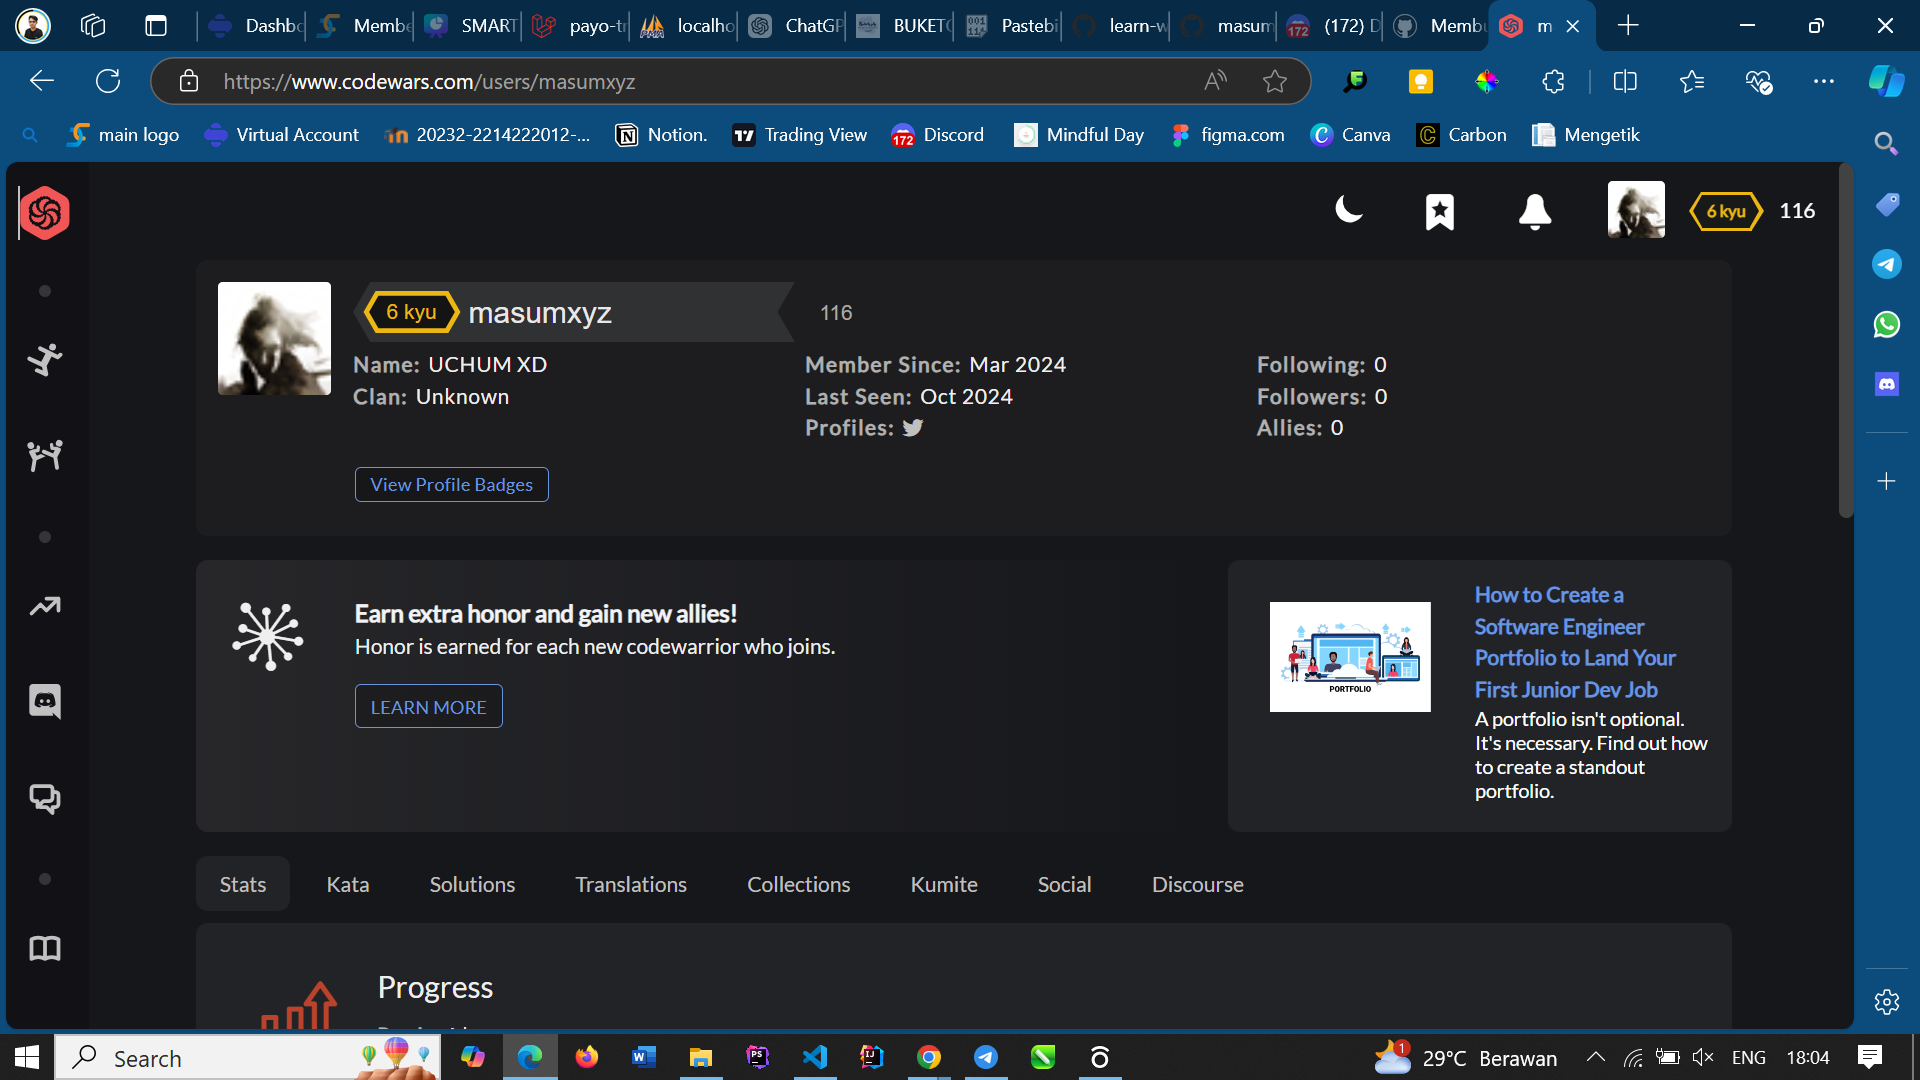 Dashb
Membe
SMART
payo-tr
localho
ChatGP
BUKET
Pastebi
learn-w
masum
(172) D
Memb
m
https://www.codewars.com/users/masumxyz
main logo
Virtual Account
20232-2214222012-...
Notion.
Trading View
172
Discord
Mindful Day
figma.com
Canva
Carbon
Mengetik
6 kyu
116
6 kyu masumxyz
116
Name: UCHUM XD
Member Since: Mar 2024
Following: 0
Clan: Unknown
Last Seen: Oct 2024
Followers: 0
Profiles:
Allies: 0
View Profile Badges
Earn extra honor and gain new allies!
Honor is earned for each new codewarrior who joins.
LEARN MORE
PORTFOLIO
How to Create a
Software Engineer
Portfolio to Land Your
First Junior Dev Job
A portfolio isn't optional.
It's necessary. Find out how
to create a standout
portfolio.
Stats
Kata
Solutions
Translations
Collections
Kumite
Social
Discourse
Progress
Search
1
29°C Berawan
ENG
18:04